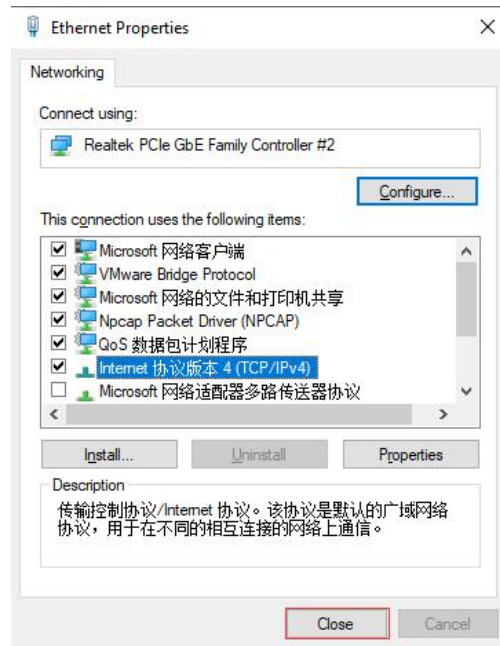 Ethernet Properties
Networking
Connect using:
Realtek PCIe GbE Family Controller #2
Configure...
This connection uses the following items:
Microsoft 网络客户端
VMware Bridge Protocol
Microsoft 网络的文件和打印机共享
Npcap Packet Driver (NPCAP)
QoS 数据包计划程序
Internet 协议版本 4 (TCP/IPv4)
Microsoft 网络适配器多路传送器协议
Install...
Uninstall
Properties
Description
传输控制协议/Internet 协议。该协议是默认的广域网络
协议，用于在不同的相互连接的网络上通信。
Close
Cancel